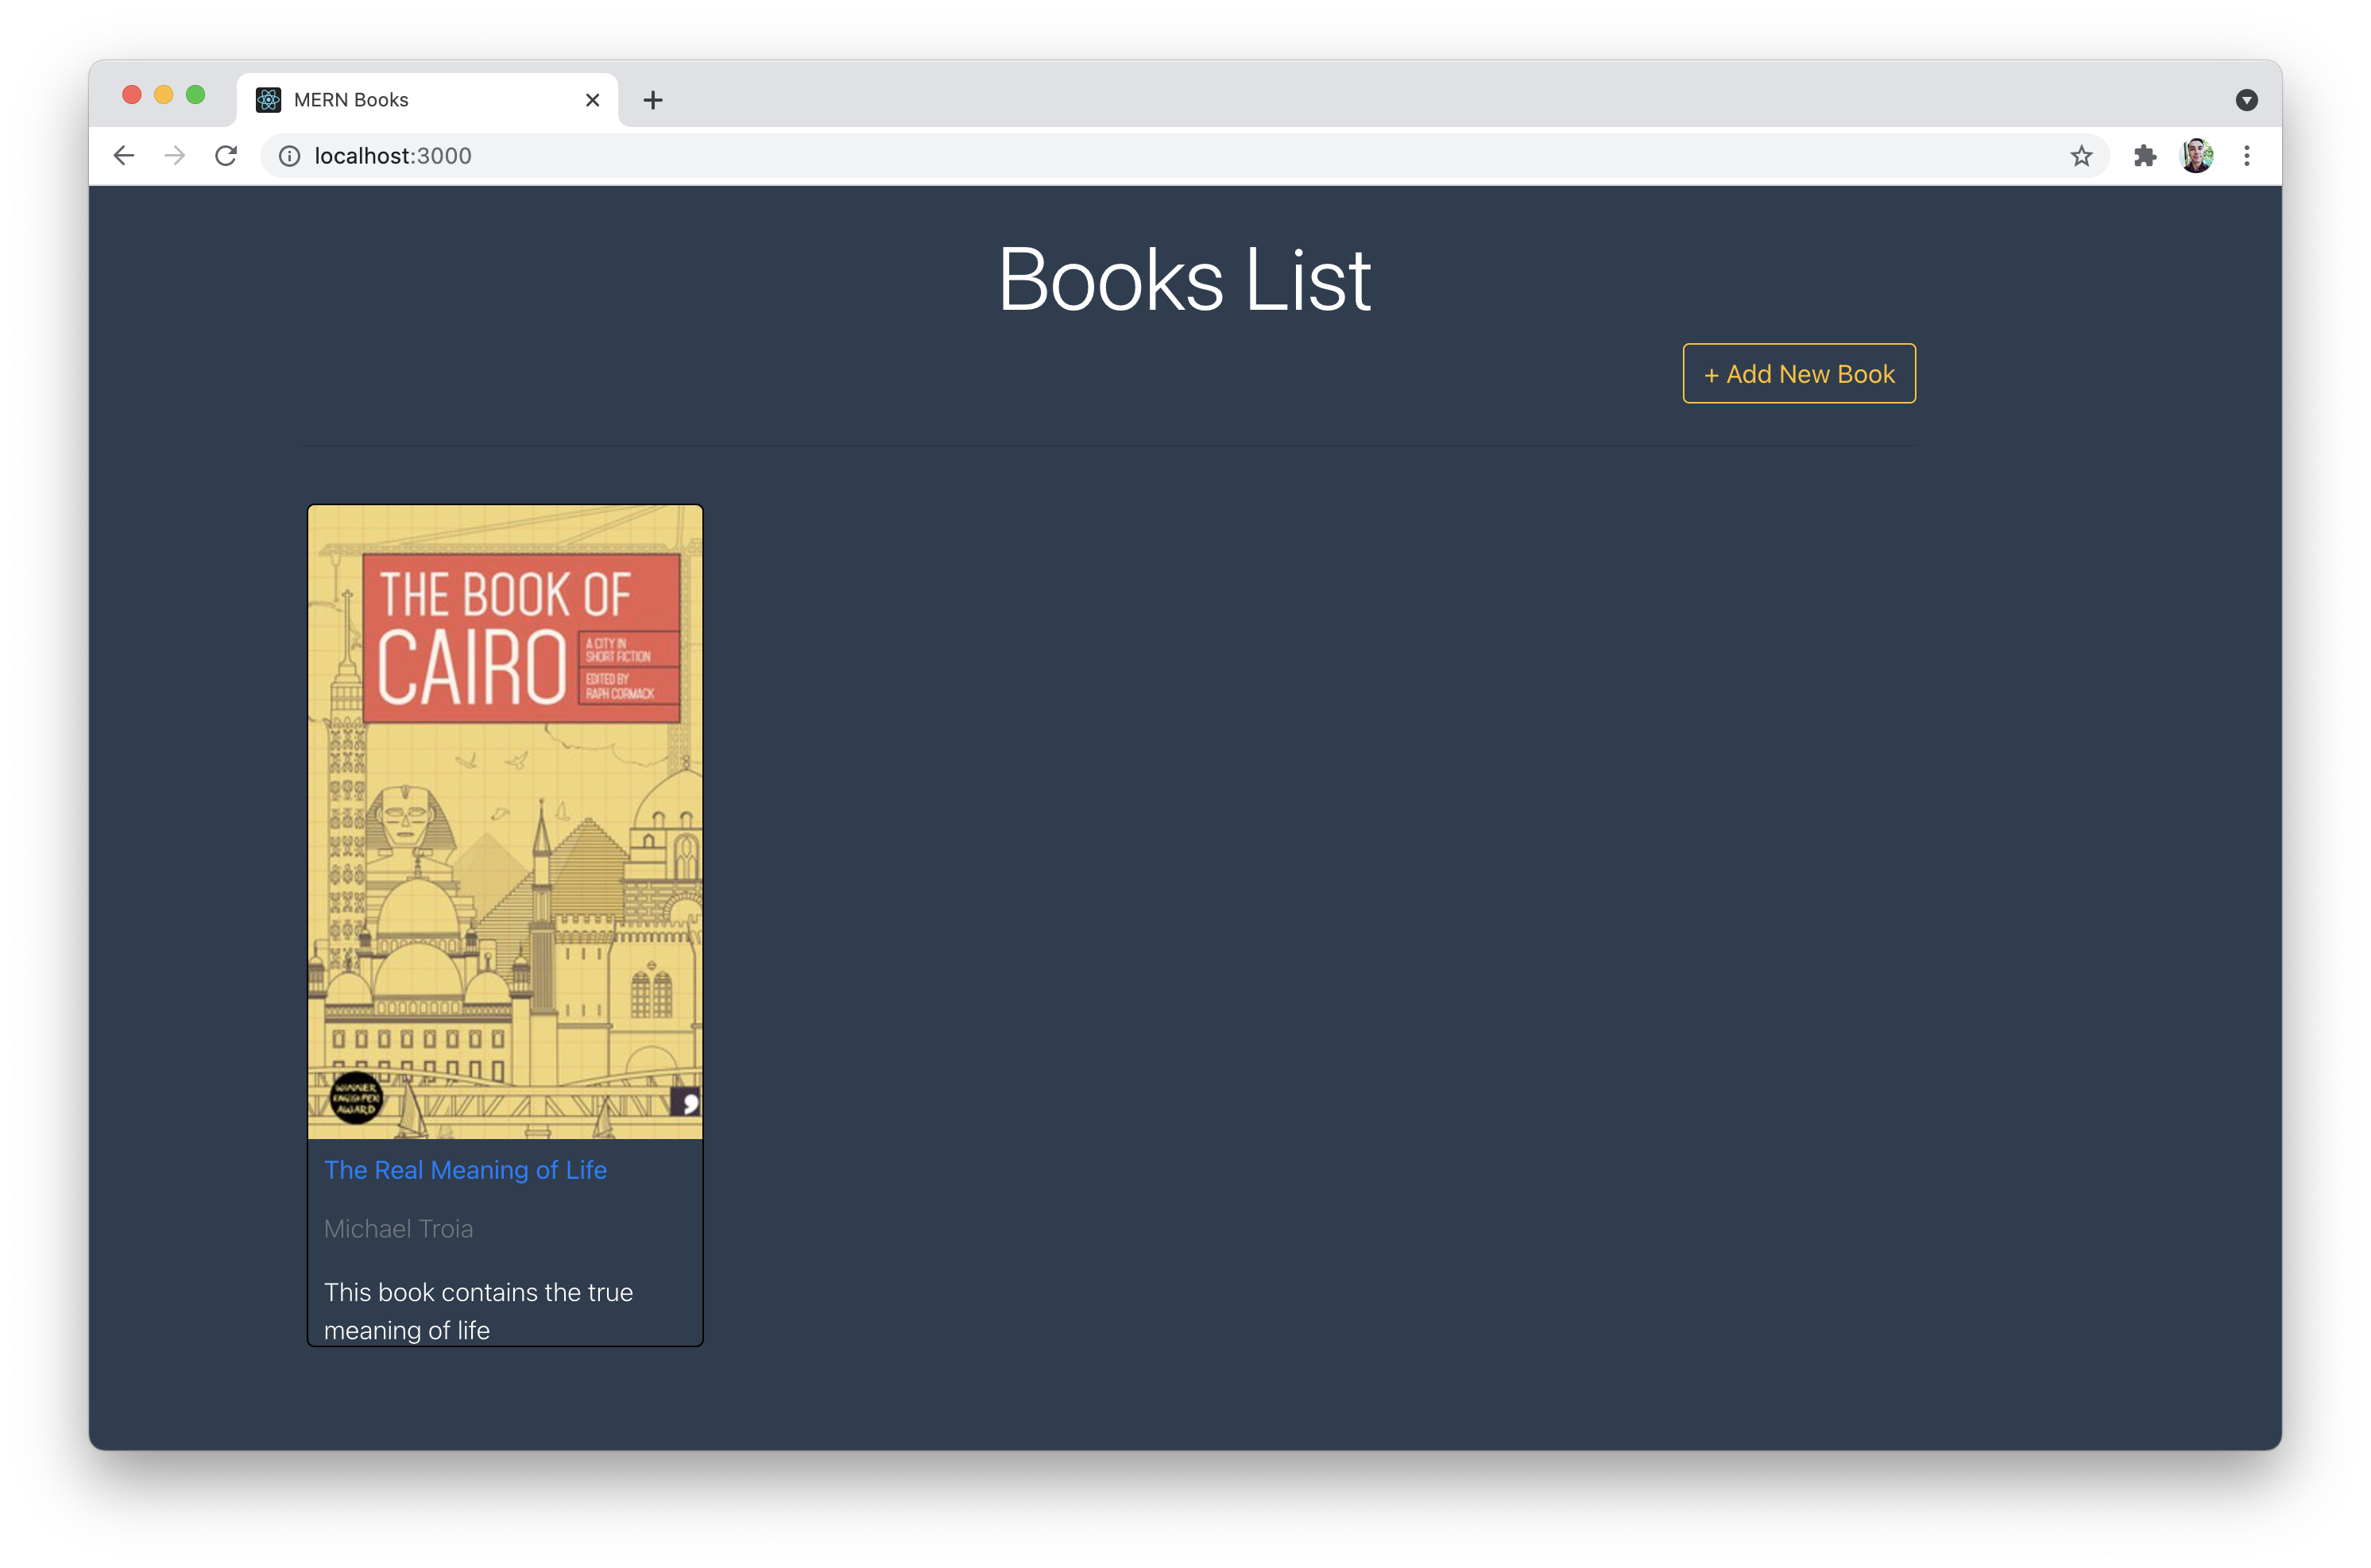 MERN Books
localhost:3000
Books List
+ Add New Book
THE BOOK OF
CAIRO
A CITY IN
SHORT FICTION
EDITED BY
RAPH CORMACK
WINNER
ENGLISH PEN
AWARD
The Real Meaning of Life
Michael Troia
This book contains the true
meaning of life